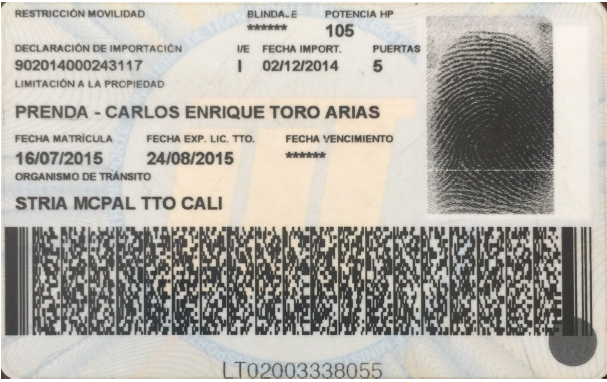 RESTRICCIÓN MOVILIDAD BLINDAJE POTENCIA HP
****** 105
DECLARACIÓN DE IMPORTACIÓN I/E FECHA IMPORT. PUERTAS
902014000243117 I 02/12/2014 5
LIMITACIÓN A LA PROPIEDAD
PRENDA - CARLOS ENRIQUE TORO ARIAS
FECHA MATRÍCULA FECHA EXP. LIC. TTO. FECHA VENCIMIENTO
16/07/2015 24/08/2015 ******
ORGANISMO DE TRÁNSITO
STRIA MCPAL TTO CALI
LT02003338055